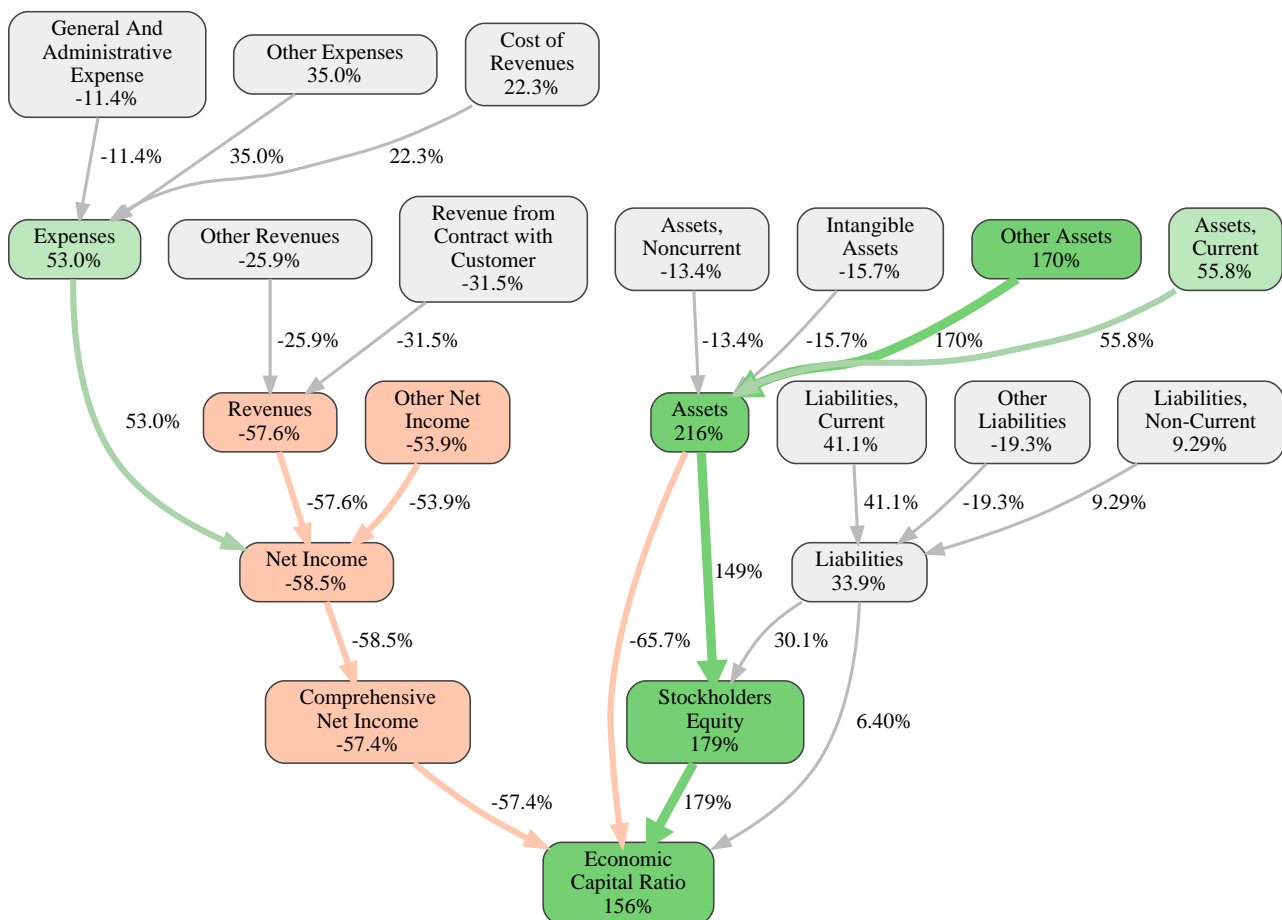 General And
Administrative
Expense
-11.4%
Other Expenses
35.0%
Cost of
Revenues
22.3%
-11.4%
35.0%
22.3%
Expenses
53.0%
Other Revenues
-25.9%
Revenue from
Contract with
Customer
-31.5%
Assets,
Noncurrent
-13.4%
Intangible
Assets
-15.7%
Other Assets
170%
Assets,
Current
55.8%
-25.9%
-31.5%
-13.4%
-15.7%
170%
55.8%
53.0%
Revenues
-57.6%
Other Net
Income
-53.9%
Assets
216%
Liabilities,
Current
41.1%
Other
Liabilities
-19.3%
Liabilities,
Non-Current
9.29%
-57.6%
-53.9%
41.1%
-19.3%
9.29%
Net Income
-58.5%
149%
Liabilities
33.9%
-58.5%
-65.7%
30.1%
Comprehensive
Net Income
-57.4%
Stockholders
Equity
179%
6.40%
-57.4%
179%
Economic
Capital Ratio
156%